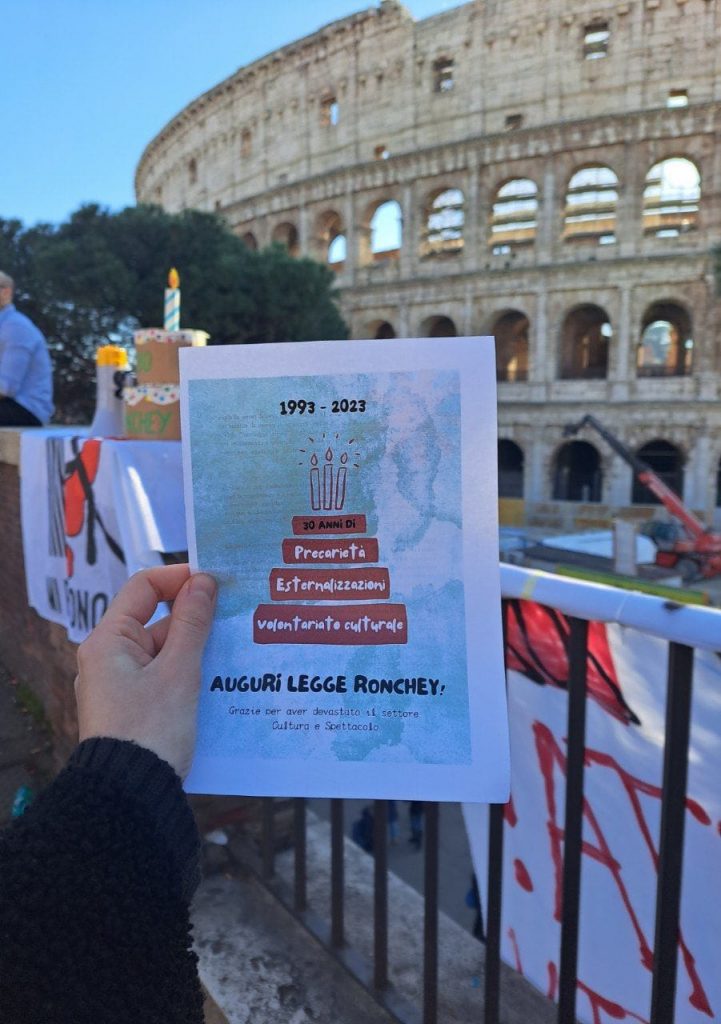 1993 - 2023
30 ANNI DI
Precarietà
Esternalizzazioni
volontariato culturale
AUGURI LEGGE RONCHEY!
Grazie per aver devastato il settore
Cultura e Spettacolo
30